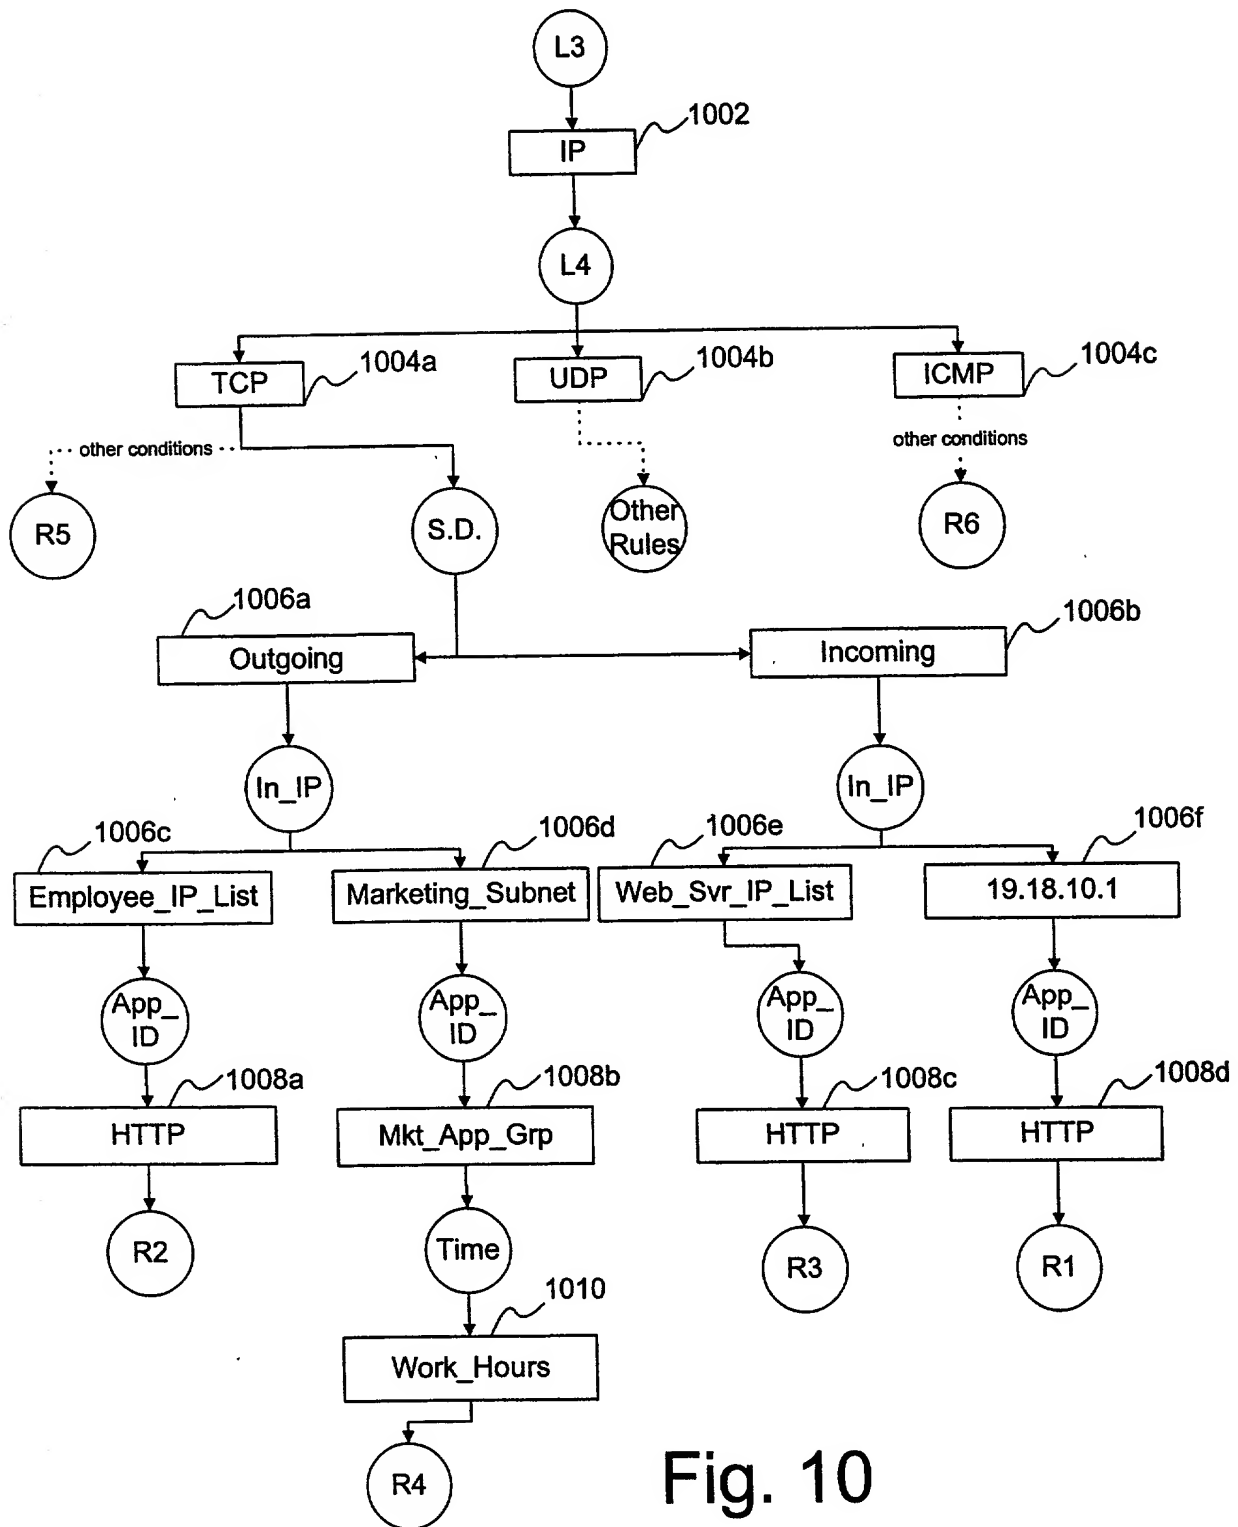 L3
1002
IP
L4
1004a
1004b
1004c
TCP
UDP
ICMP
other conditions
other conditions
R5
S.D.
Other
Rules
R6
1006a
1006b
Outgoing
Incoming
In_IP
In_IP
1006c
1006d
1006e
1006f
Employee_IP_List
Marketing_Subnet
Web_Svr_IP_List
19.18.10.1
App_
ID
App_
ID
App_
ID
App_
ID
1008a
1008b
1008c
1008d
HTTP
Mkt_App_Grp
HTTP
HTTP
R2
Time
R3
R1
1010
Work_Hours
R4
Fig. 10